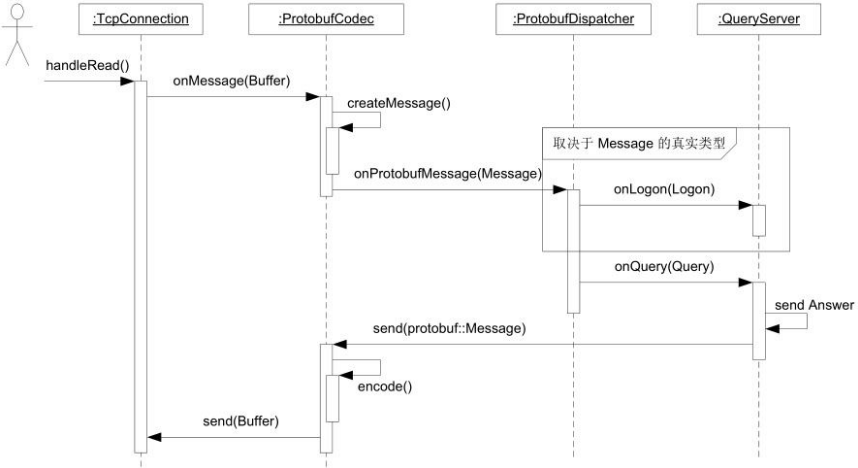 :TcpConnection
:ProtobufCodec
:ProtobufDispatcher
:QueryServer
handleRead()
onMessage(Buffer)
createMessage()
取决于 Message 的真实类型
onProtobufMessage(Message)
onLogon(Logon)
onQuery(Query)
send Answer
send(protobuf::Message)
encode()
send(Buffer)